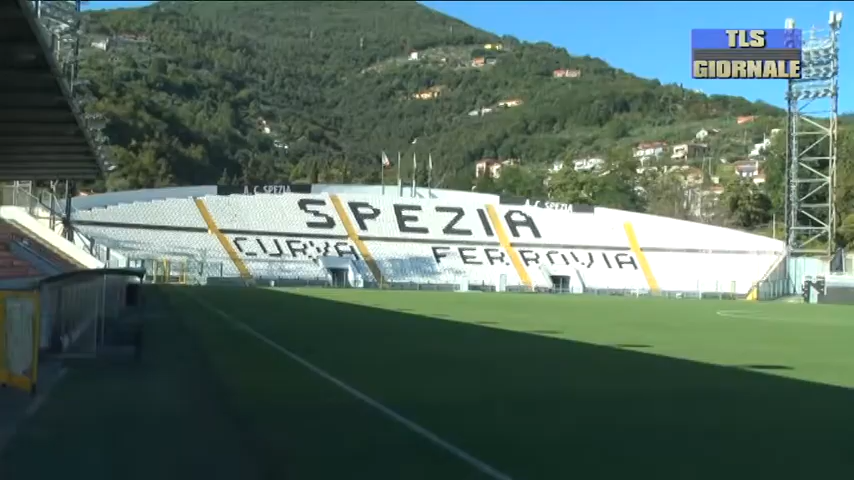 TLS
GIORNALE
A.C. SPEZIA
A.C. SPEZIA
SPEZIA
CURVA FERROVIA